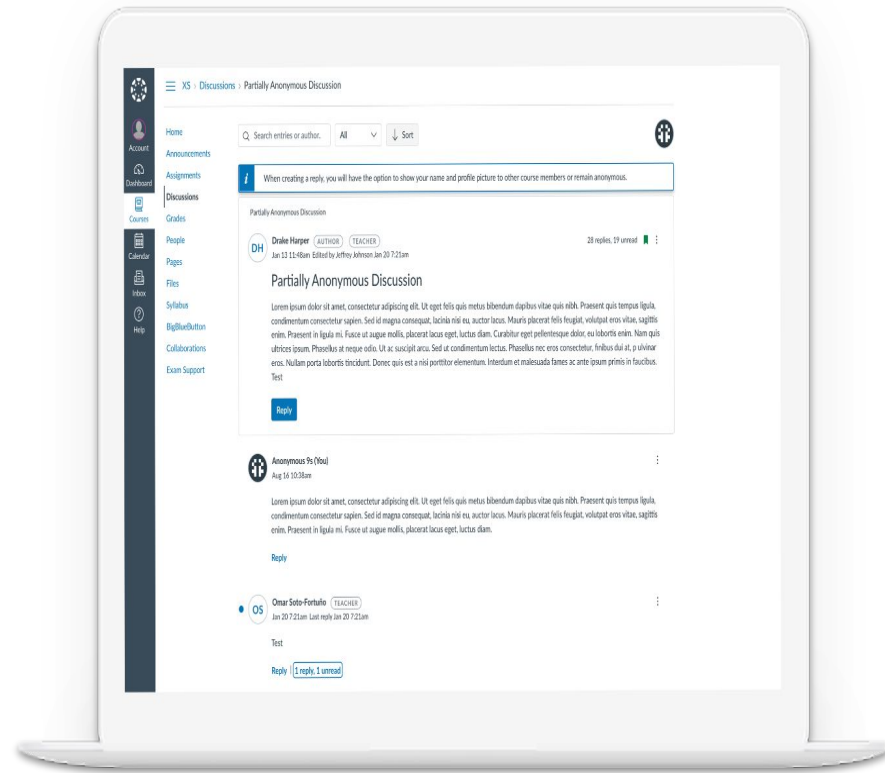 XS › Discussions › Partially Anonymous Discussion
Account
Dashboard
Courses
Calendar
Inbox
Help
Home
Announcements
Assignments
Discussions
Grades
People
Pages
Files
Syllabus
BigBlueButton
Collaborations
Exam Support
Search entries or author.
All
Sort
i When creating a reply, you will have the option to show your name and profile picture to other course members or remain anonymous.
Partially Anonymous Discussion
DH Drake Harper AUTHOR TEACHER
28 replies, 19 unread
Jan 13 11:48am Edited by Jeffrey Johnson Jan 20 7:21am
Partially Anonymous Discussion
Lorem ipsum dolor sit amet, consectetur adipiscing elit. Ut eget felis quis metus bibendum dapibus vitae quis nibh. Praesent quis tempus ligula,
condimentum consectetur sapien. Sed id magna consequat, lacinia nisi eu, auctor lacus. Mauris placerat felis feugiat, volutpat eros vitae, sagittis
enim. Praesent in ligula mi. Fusce ut augue mollis, placerat lacus eget, luctus diam. Curabitur eget pellentesque dolor, eu lobortis enim. Nam quis
ultrices ipsum. Phasellus at neque odio. Ut ac suscipit arcu. Sed ut condimentum lectus. Phasellus nec eros consectetur, finibus dui at, p ulvinar
eros. Nullam porta lobortis tincidunt. Donec quis est a nisi porttitor elementum. Interdum et malesuada fames ac ante ipsum primis in faucibus.
Test
Reply
Anonymous 9s (You)
Aug 16 10:38am
Lorem ipsum dolor sit amet, consectetur adipiscing elit. Ut eget felis quis metus bibendum dapibus vitae quis nibh. Praesent quis tempus ligula,
condimentum consectetur sapien. Sed id magna consequat, lacinia nisi eu, auctor lacus. Mauris placerat felis feugiat, volutpat eros vitae, sagittis
enim. Praesent in ligula mi. Fusce ut augue mollis, placerat lacus eget, luctus diam.
Reply
OS Omar Soto-Fortuño TEACHER
Jan 20 7:21am Last reply Jan 20 7:21am
Test
Reply | 1 reply, 1 unread